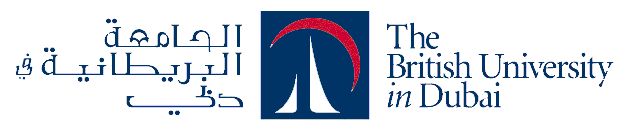 الجامعة
البريطانية في
دبي
The
British University
in Dubai